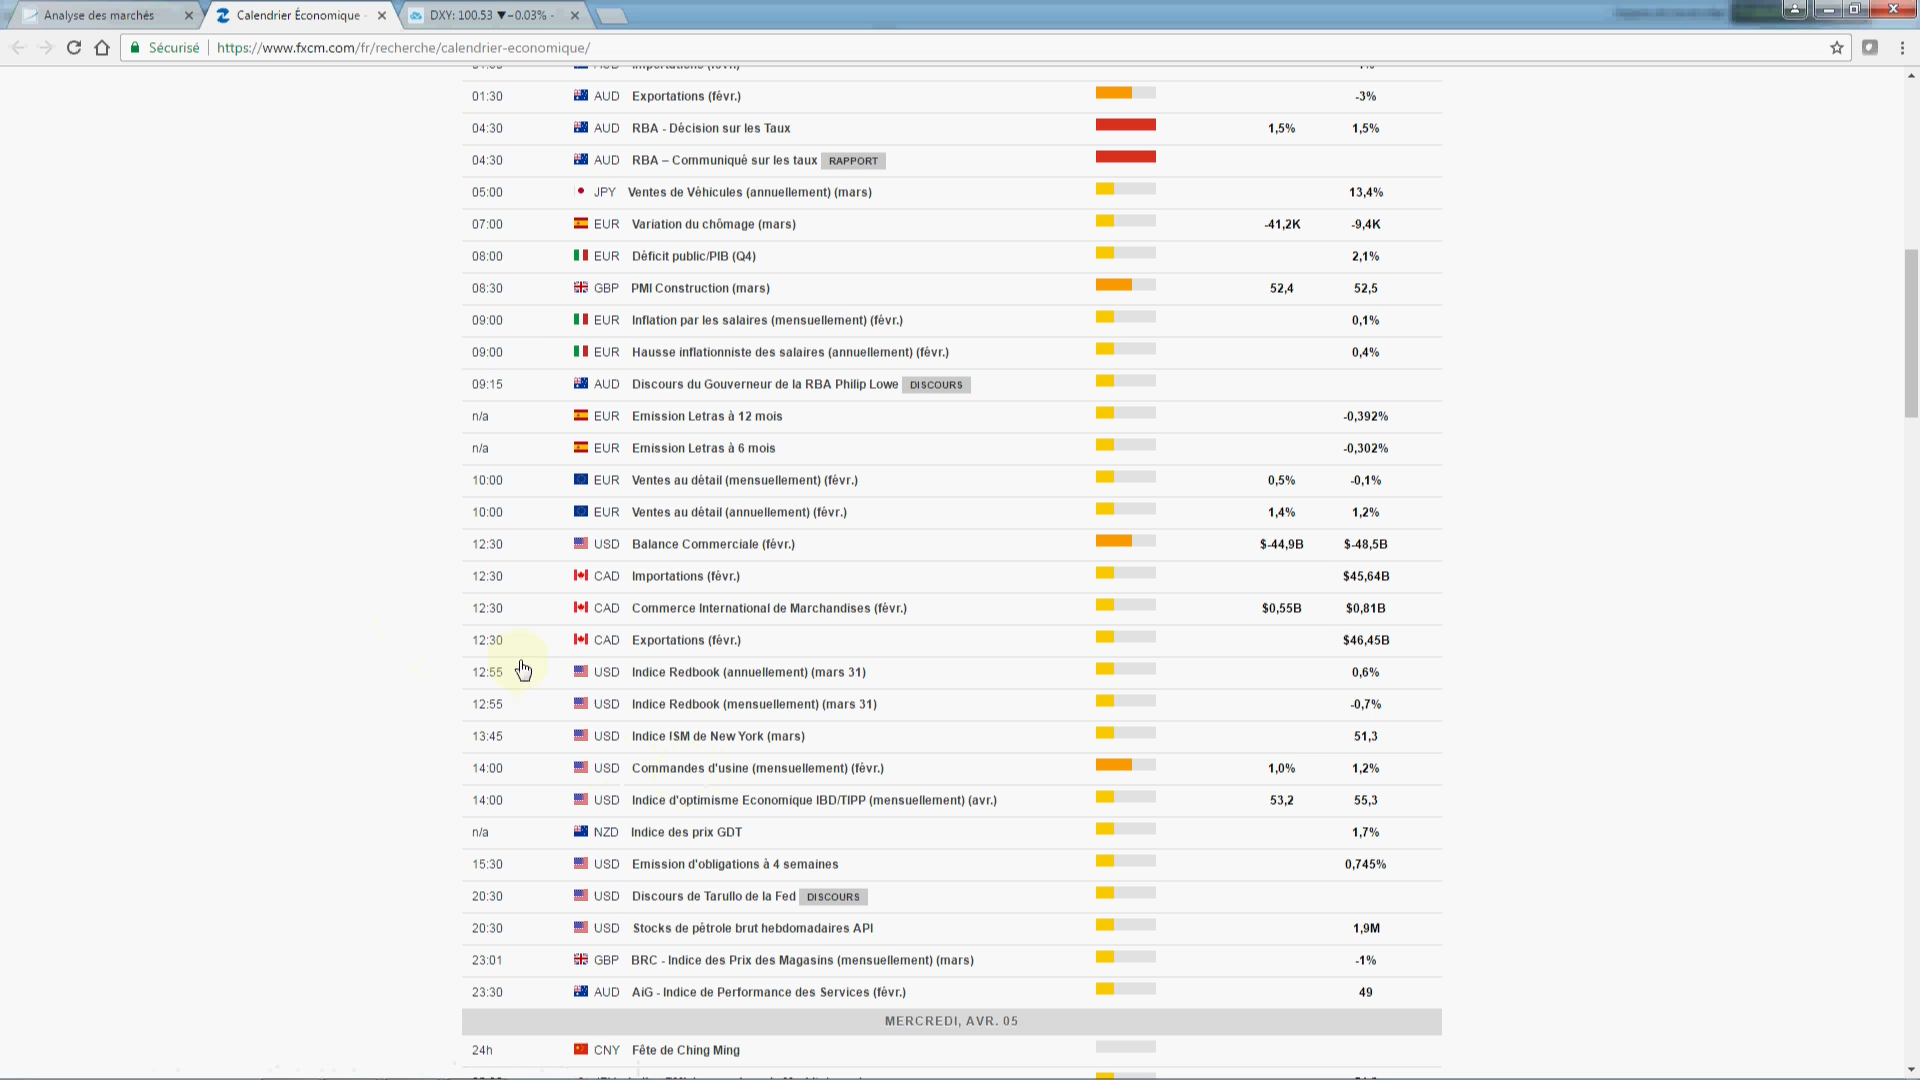 Analyse des marchés
Calendrier Économique -
DXY: 100.53 ▼−0.03% -
Sécurisé https://www.fxcm.com/fr/recherche/calendrier-economique/
01:30 AUD Exportations (févr.) -3%
04:30 AUD RBA - Décision sur les Taux 1,5% 1,5%
04:30 AUD RBA – Communiqué sur les taux RAPPORT
05:00 JPY Ventes de Véhicules (annuellement) (mars) 13,4%
07:00 EUR Variation du chômage (mars) -41,2K -9,4K
08:00 EUR Déficit public/PIB (Q4) 2,1%
08:30 GBP PMI Construction (mars) 52,4 52,5
09:00 EUR Inflation par les salaires (mensuellement) (févr.) 0,1%
09:00 EUR Hausse inflationniste des salaires (annuellement) (févr.) 0,4%
09:15 AUD Discours du Gouverneur de la RBA Philip Lowe DISCOURS
n/a EUR Emission Letras à 12 mois -0,392%
n/a EUR Emission Letras à 6 mois -0,302%
10:00 EUR Ventes au détail (mensuellement) (févr.) 0,5% -0,1%
10:00 EUR Ventes au détail (annuellement) (févr.) 1,4% 1,2%
12:30 USD Balance Commerciale (févr.) $-44,9B $-48,5B
12:30 CAD Importations (févr.) $45,64B
12:30 CAD Commerce International de Marchandises (févr.) $0,55B $0,81B
12:30 CAD Exportations (févr.) $46,45B
12:55 USD Indice Redbook (annuellement) (mars 31) 0,6%
12:55 USD Indice Redbook (mensuellement) (mars 31) -0,7%
13:45 USD Indice ISM de New York (mars) 51,3
14:00 USD Commandes d'usine (mensuellement) (févr.) 1,0% 1,2%
14:00 USD Indice d'optimisme Economique IBD/TIPP (mensuellement) (avr.) 53,2 55,3
n/a NZD Indice des prix GDT 1,7%
15:30 USD Emission d'obligations à 4 semaines 0,745%
20:30 USD Discours de Tarullo de la Fed DISCOURS
20:30 USD Stocks de pétrole brut hebdomadaires API 1,9M
23:01 GBP BRC - Indice des Prix des Magasins (mensuellement) (mars) -1%
23:30 AUD AiG - Indice de Performance des Services (févr.) 49
MERCREDI, AVR. 05
24h CNY Fête de Ching Ming